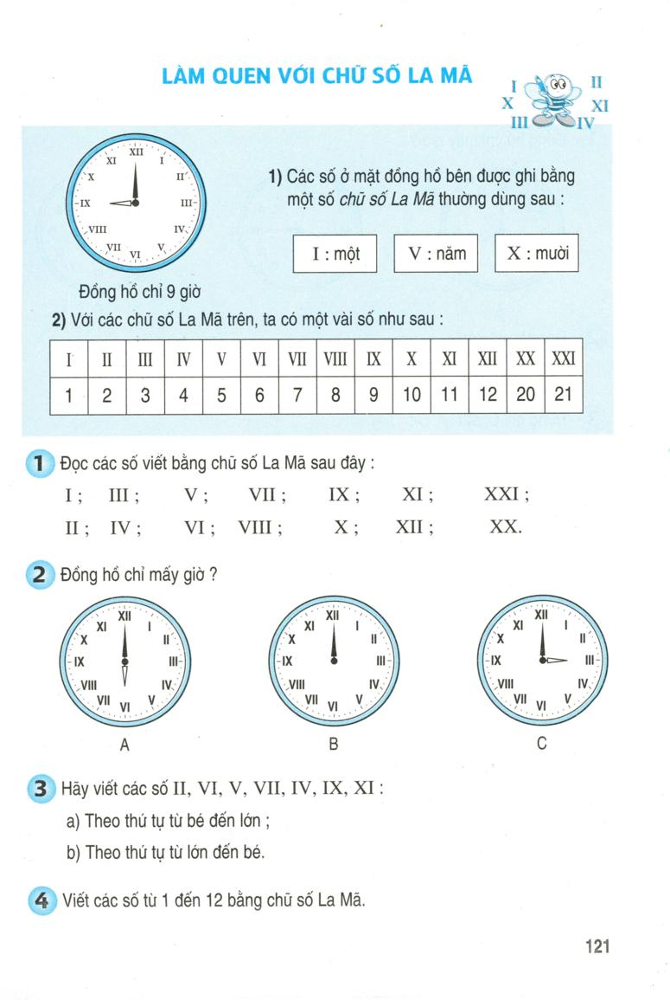 LÀM QUEN VỚI CHỮ SỐ LA MÃ
I II
X XI
III IV
XII
XI I
X II
IX III
VIII IV
VII V
VI
1) Các số ở mặt đồng hồ bên được ghi bằng
một số chữ số La Mã thường dùng sau :
I : một V : năm X : mười
Đồng hồ chỉ 9 giờ
2) Với các chữ số La Mã trên, ta có một vài số như sau :
I II III IV V VI VII VIII IX X XI XII XX XXI
1 2 3 4 5 6 7 8 9 10 11 12 20 21
1 Đọc các số viết bằng chữ số La Mã sau đây :
I ; III ; V ; VII ; IX ; XI ; XXI ;
II ; IV ; VI ; VIII ; X ; XII ; XX.
2 Đồng hồ chỉ mấy giờ ?
XII
XI I
X II
IX III
VIII IV
VII V
VI
A
XII
XI I
X II
IX III
VIII IV
VII V
VI
B
XII
XI I
X II
IX III
VIII IV
VII V
VI
C
3 Hãy viết các số II, VI, V, VII, IV, IX, XI :
a) Theo thứ tự từ bé đến lớn ;
b) Theo thứ tự từ lớn đến bé.
4 Viết các số từ 1 đến 12 bằng chữ số La Mã.
121